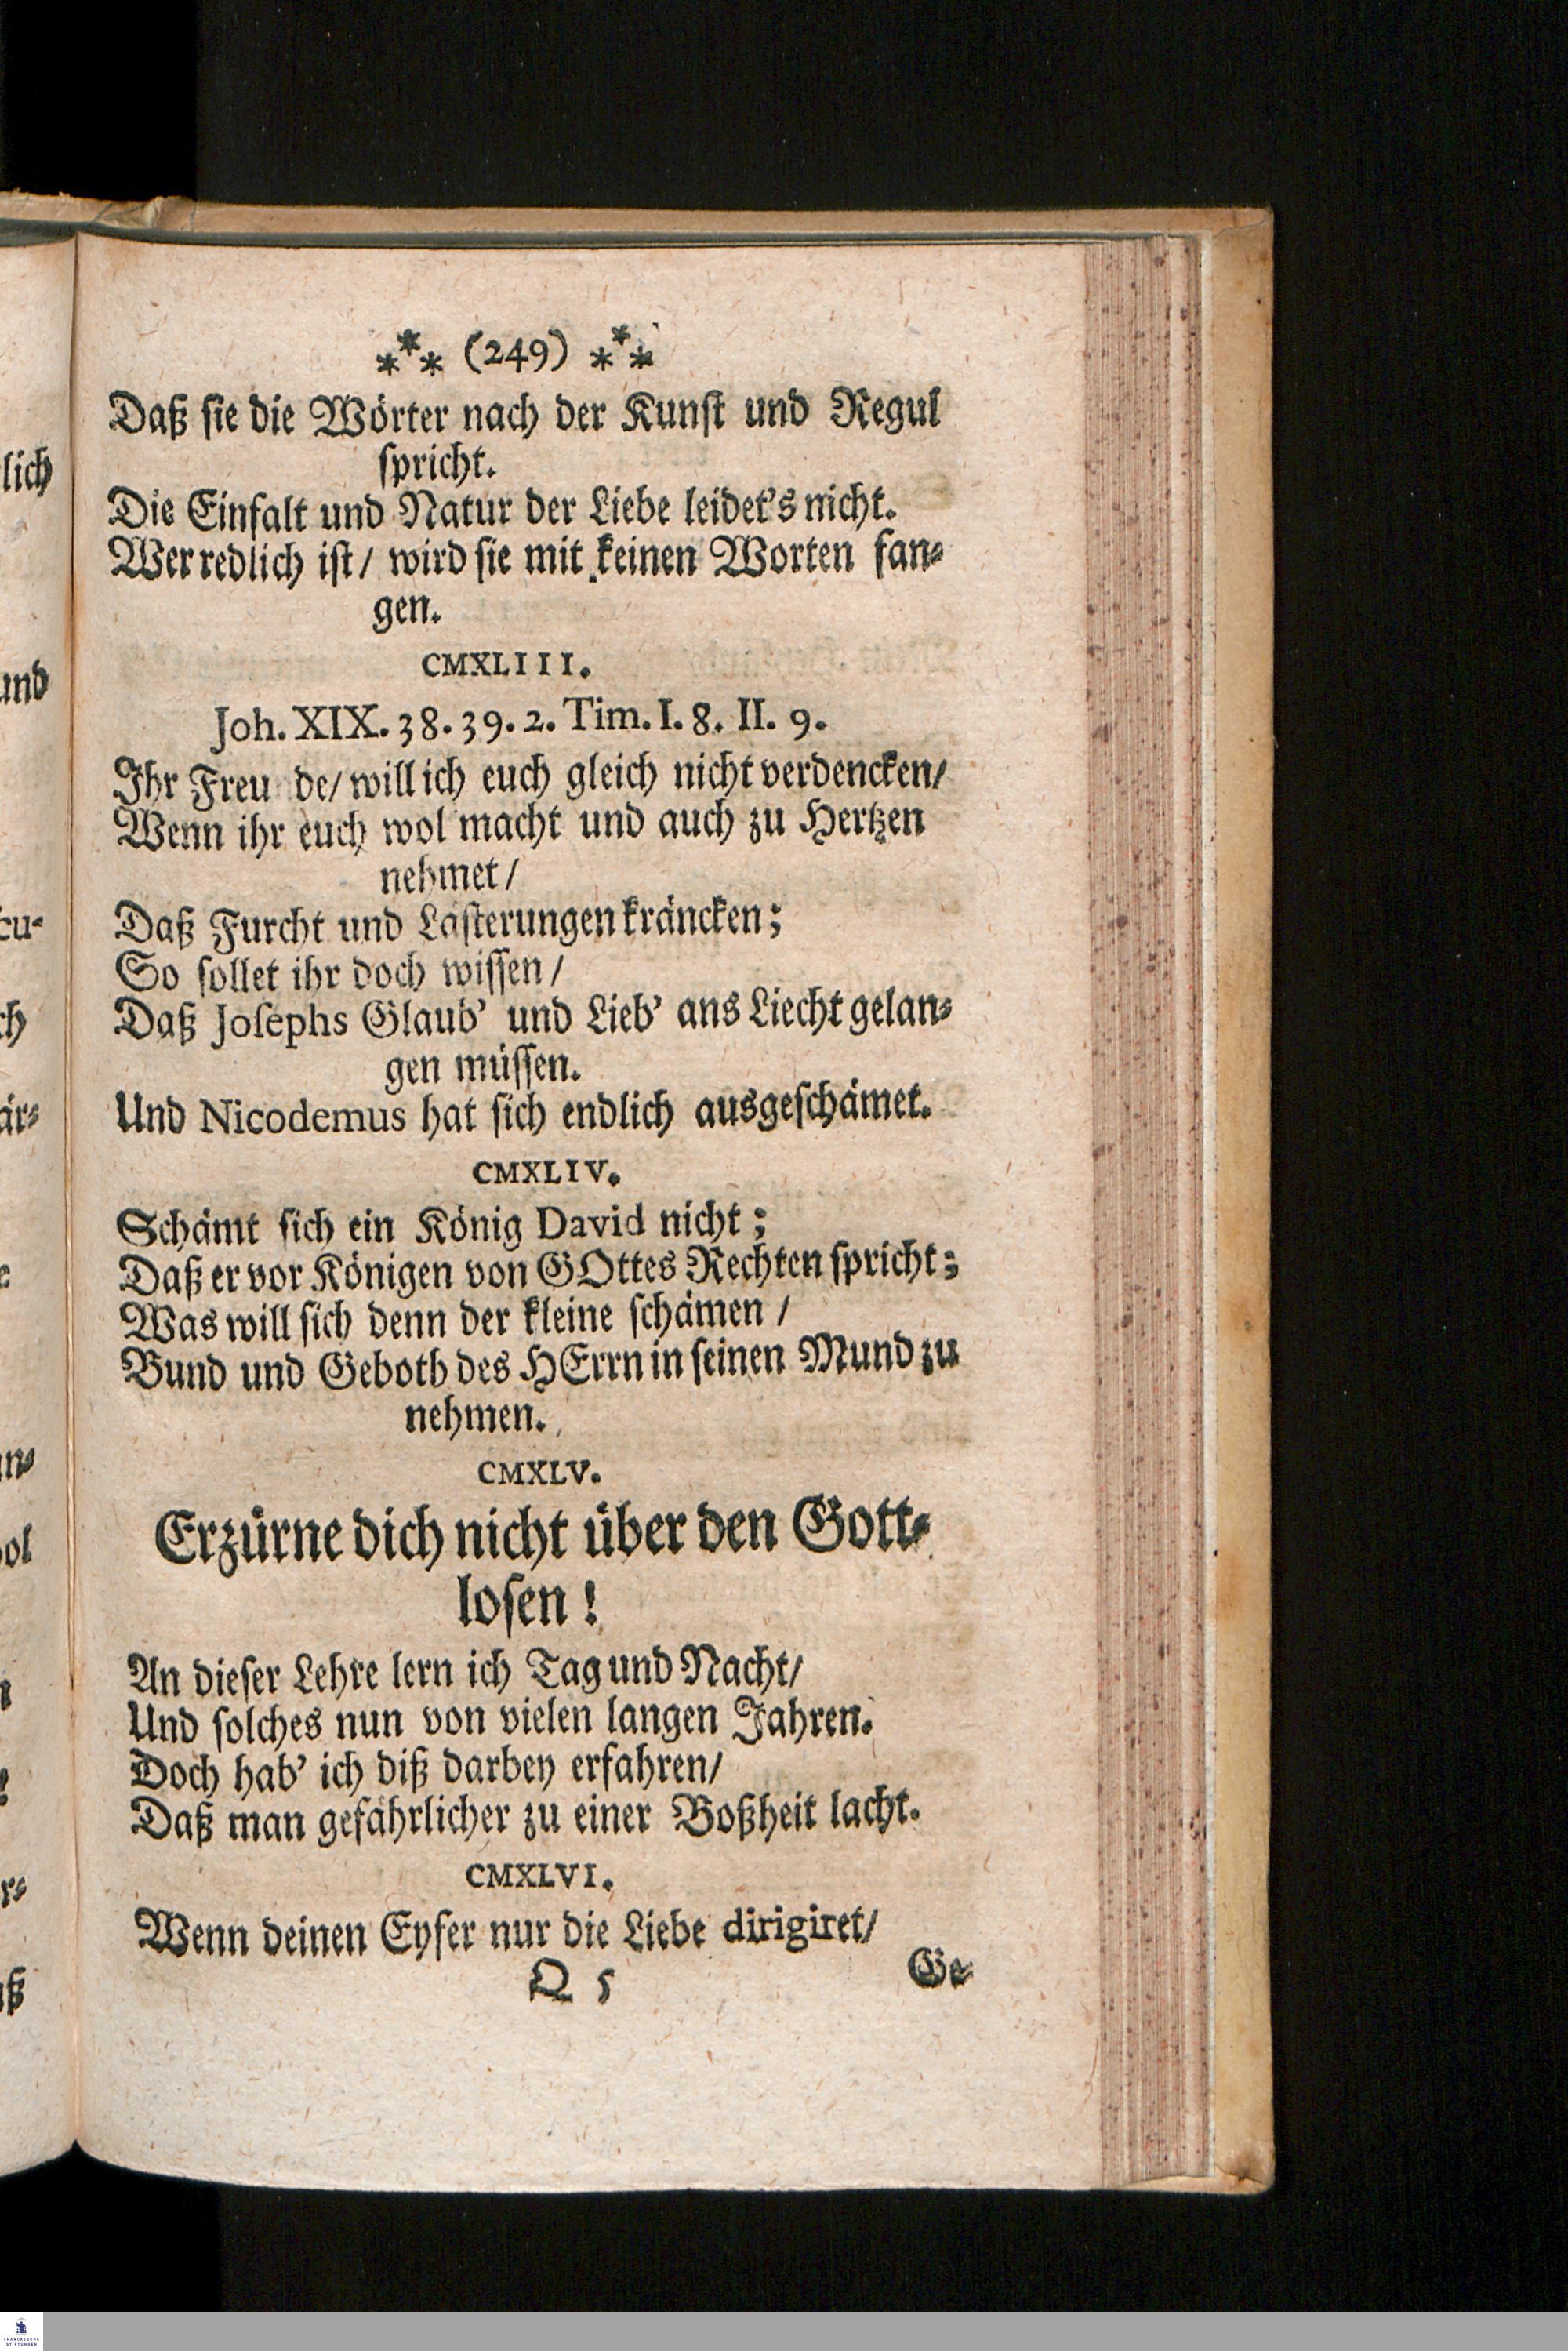 *** (249) ***
Daß sie die Wörter nach der Kunst und Regul
spricht.
Die Einfalt und Natur der Liebe leidet's nicht.
Wer redlich ist/ wird sie mit keinen Worten fan-
gen.
CMXLIII.
Joh. XIX. 38. 39. 2. Tim. I. 8. II. 9.
Ihr Freu de/ will ich euch gleich nicht verdencken/
Wenn ihr euch wol macht und auch zu Hertzen
nehmet/
Daß Furcht und Lästerungen kräncken;
So sollet ihr doch wissen/
Daß Josephs Glaub' und Lieb' ans Liecht gelan-
gen müssen.
Und Nicodemus hat sich endlich ausgeschämet.
CMXLIV.
Schämt sich ein König David nicht;
Daß er vor Königen von GOttes Rechten spricht;
Was will sich denn der kleine schämen/
Bund und Geboth des HErrn in seinen Mund zu
nehmen.
CMXLV.
Erzürne dich nicht über den Gott-
losen!
An dieser Lehre lern ich Tag und Nacht/
Und solches nun von vielen langen Jahren.
Doch hab' ich diß darbey erfahren/
Daß man gefährlicher zu einer Boßheit lacht.
CMXLVI.
Wenn deinen Eyfer nur die Liebe dirigiret/
Q 5 Ge-
FRANCKESCHE
STIFTUNGEN